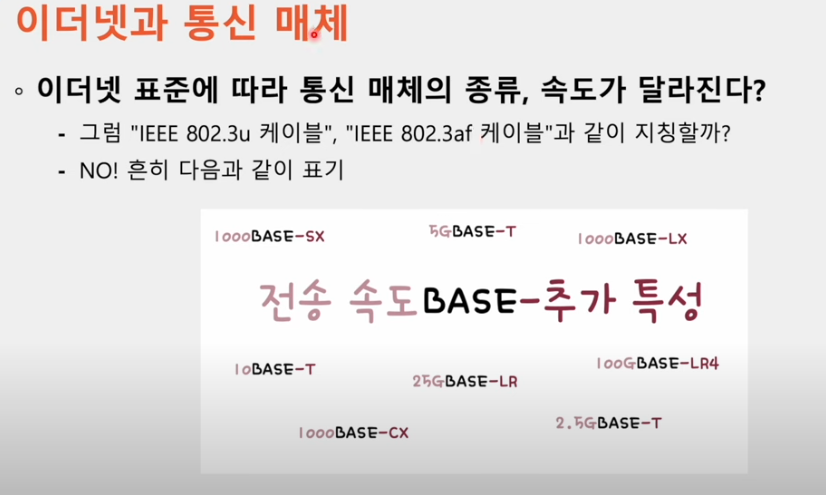 이더넷과 통신 매체
◦ 이더넷 표준에 따라 통신 매체의 종류, 속도가 달라진다?
- 그럼 "IEEE 802.3u 케이블", "IEEE 802.3af 케이블"과 같이 지칭할까?
- NO! 흔히 다음과 같이 표기
1000BASE-SX
5GBASE-T
1000BASE-LX
전송 속도BASE-추가 특성
10BASE-T
25GBASE-LR
100GBASE-LR4
1000BASE-CX
2.5GBASE-T